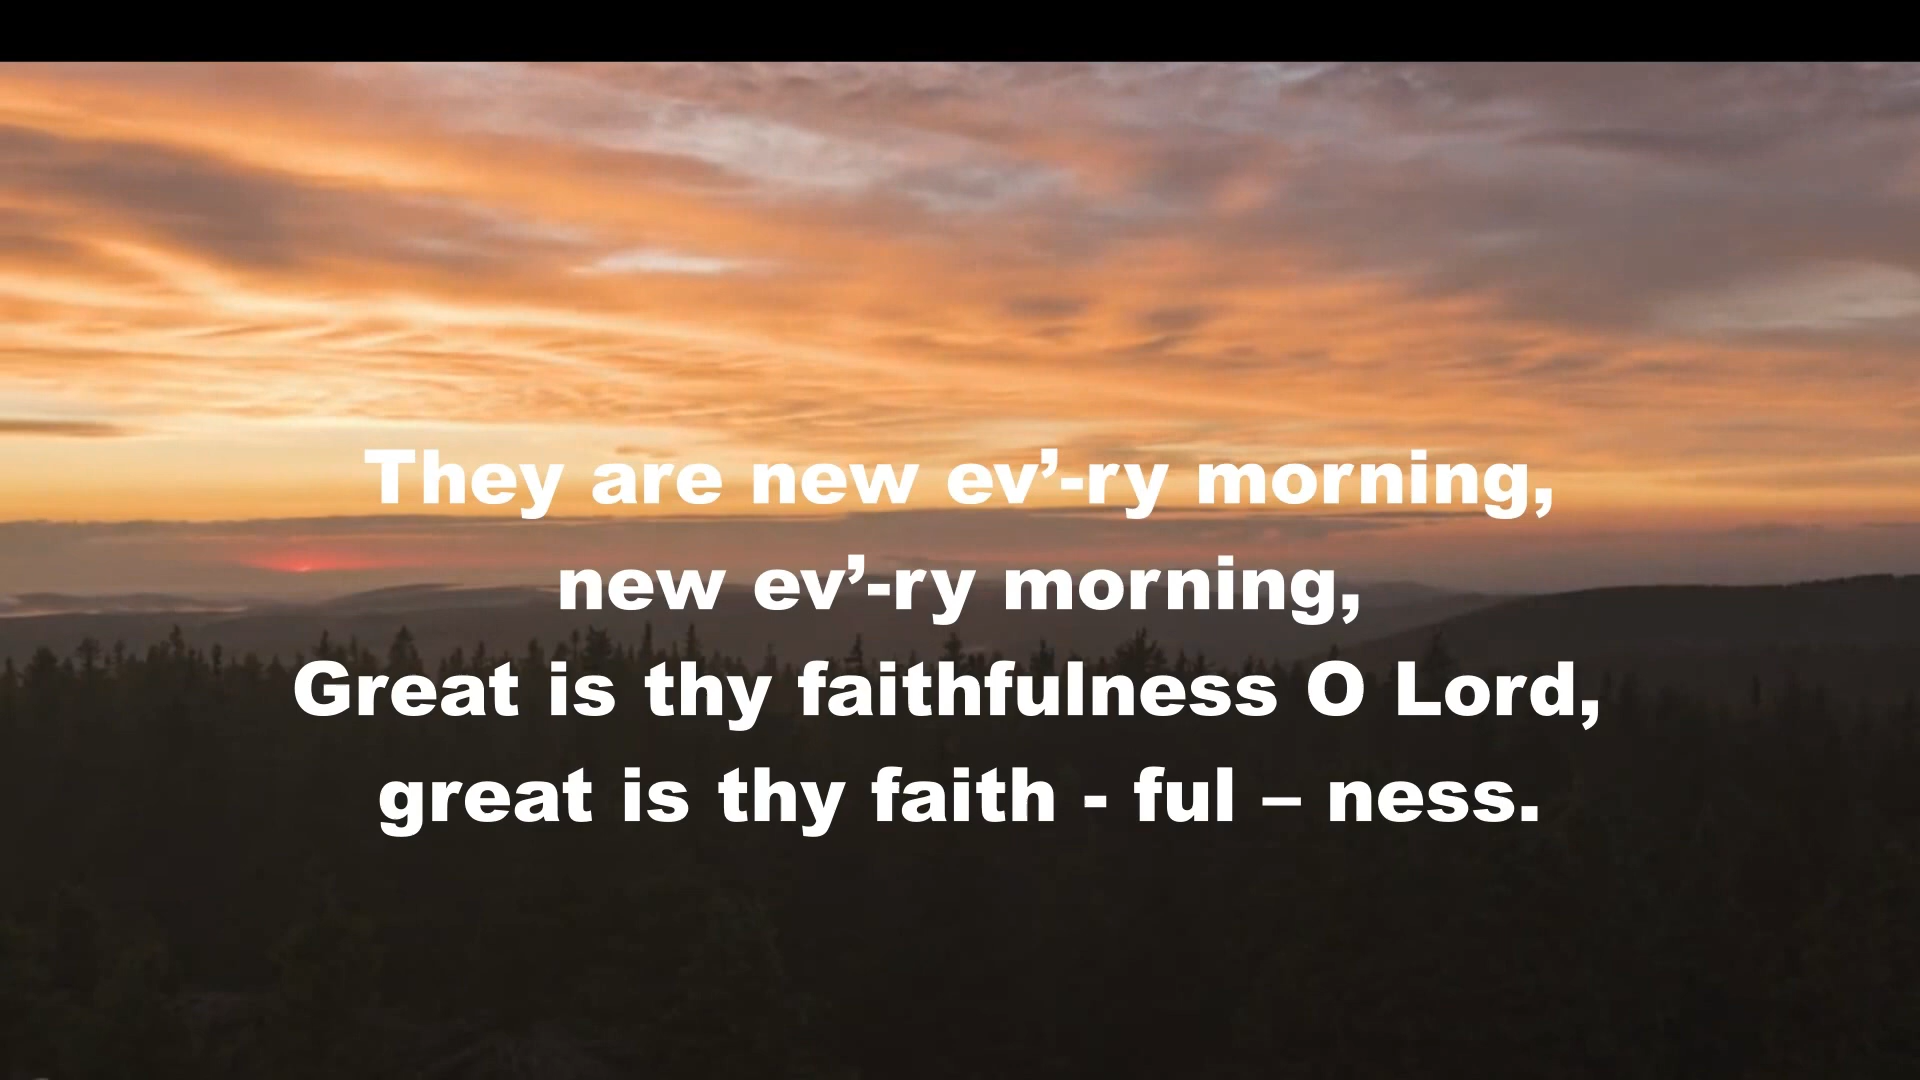 They are new ev’-ry morning,
new ev’-ry morning,
Great is thy faithfulness O Lord,
great is thy faith - ful – ness.